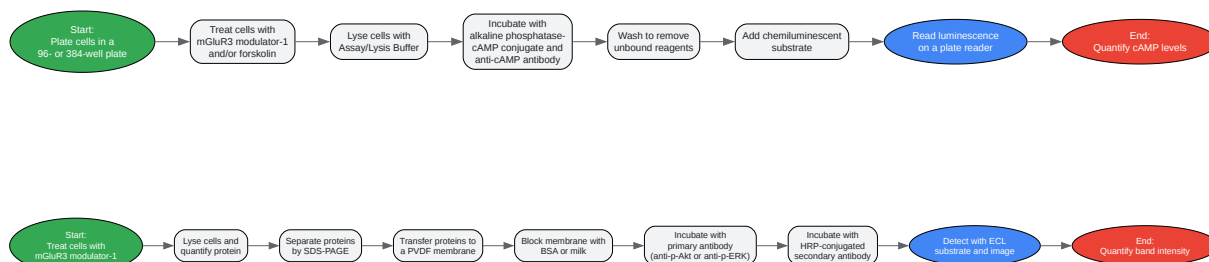 Start:
Plate cells in a
96- or 384-well plate
Treat cells with
mGluR3 modulator-1
and/or forskolin
Lyse cells with
Assay/Lysis Buffer
Incubate with
alkaline phosphatase-
cAMP conjugate and
anti-cAMP antibody
Wash to remove
unbound reagents
Add chemiluminescent
substrate
Read luminescence
on a plate reader
End:
Quantify cAMP levels
Start:
Treat cells with
mGluR3 modulator-1
Lyse cells and
quantify protein
Separate proteins
by SDS-PAGE
Transfer proteins to
a PVDF membrane
Block membrane with
BSA or milk
Incubate with
primary antibody
(anti-p-Akt or anti-p-ERK)
Incubate with
HRP-conjugated
secondary antibody
Detect with ECL
substrate and image
End:
Quantify band intensity